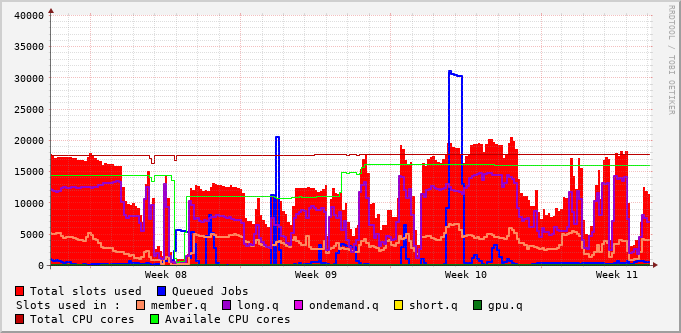 40000
35000
30000
25000
20000
15000
10000
5000
0
Week 08 Week 09 Week 10 Week 11
RRDTOOL / TOBI OETIKER
Total slots used Queued Jobs
Slots used in : member.q long.q ondemand.q short.q gpu.q
Total CPU cores Availale CPU cores